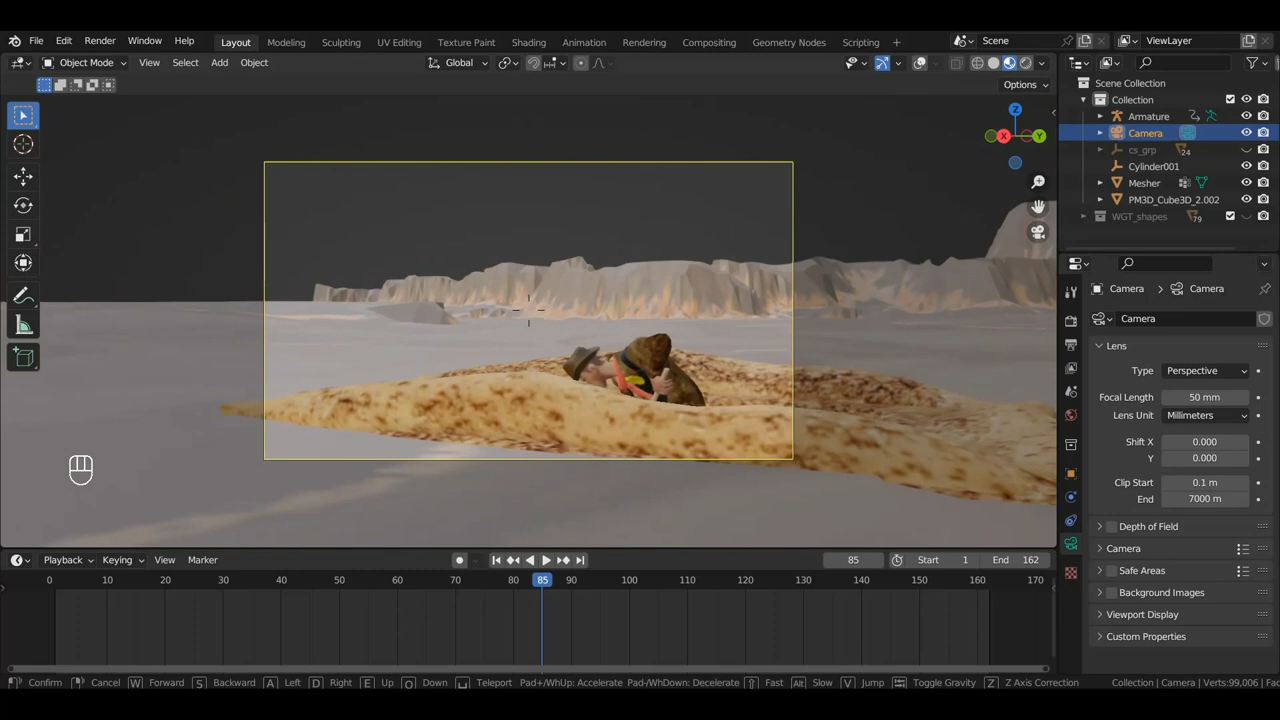 File Edit Render Window Help Layout Modeling Sculpting UV Editing Texture Paint Shading Animation Rendering Compositing Geometry Nodes Scripting + Scene ViewLayer
Object Mode View Select Add Object Global
Options
Z
X Y
Scene Collection
Collection
Armature
Camera
cs_grp 24
Cylinder001
Mesher
PM3D_Cube3D_2.002
WGT_shapes 79
Camera > Camera
Camera
Lens
Type Perspective
Focal Length 50 mm
Lens Unit Millimeters
Shift X 0.000
Y 0.000
Clip Start 0.1 m
End 7000 m
Depth of Field
Camera
Safe Areas
Background Images
Viewport Display
Custom Properties
Playback Keying View Marker 85 Start 1 End 162
0 10 20 30 40 50 60 70 80 85 90 100 110 120 130 140 150 160 170
Confirm Cancel W Forward S Backward A Left D Right E Up Q Down Teleport Pad+/WhUp: Accelerate Pad-/WhDown: Decelerate Fast Alt Slow V Jump Toggle Gravity Z Z Axis Correction Collection | Camera | Verts:99,006 |